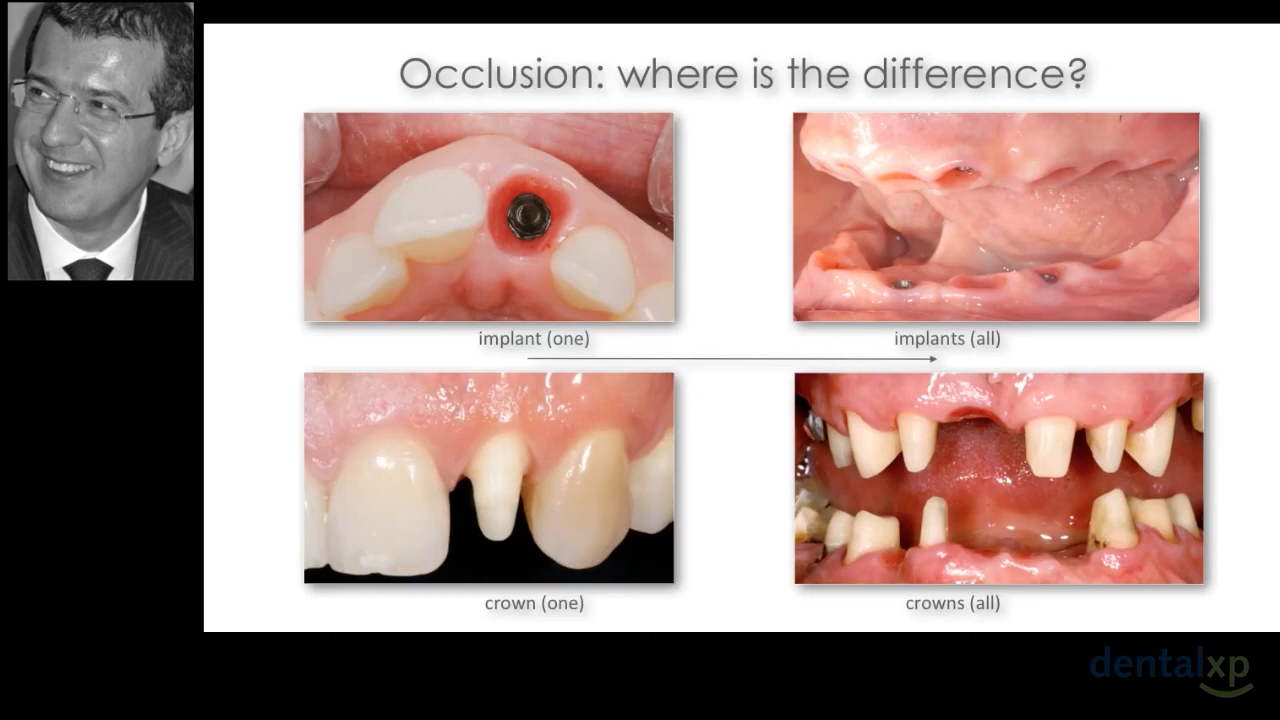 Occlusion: where is the difference?
implant (one)
implants (all)
crown (one)
crowns (all)
dentalxp